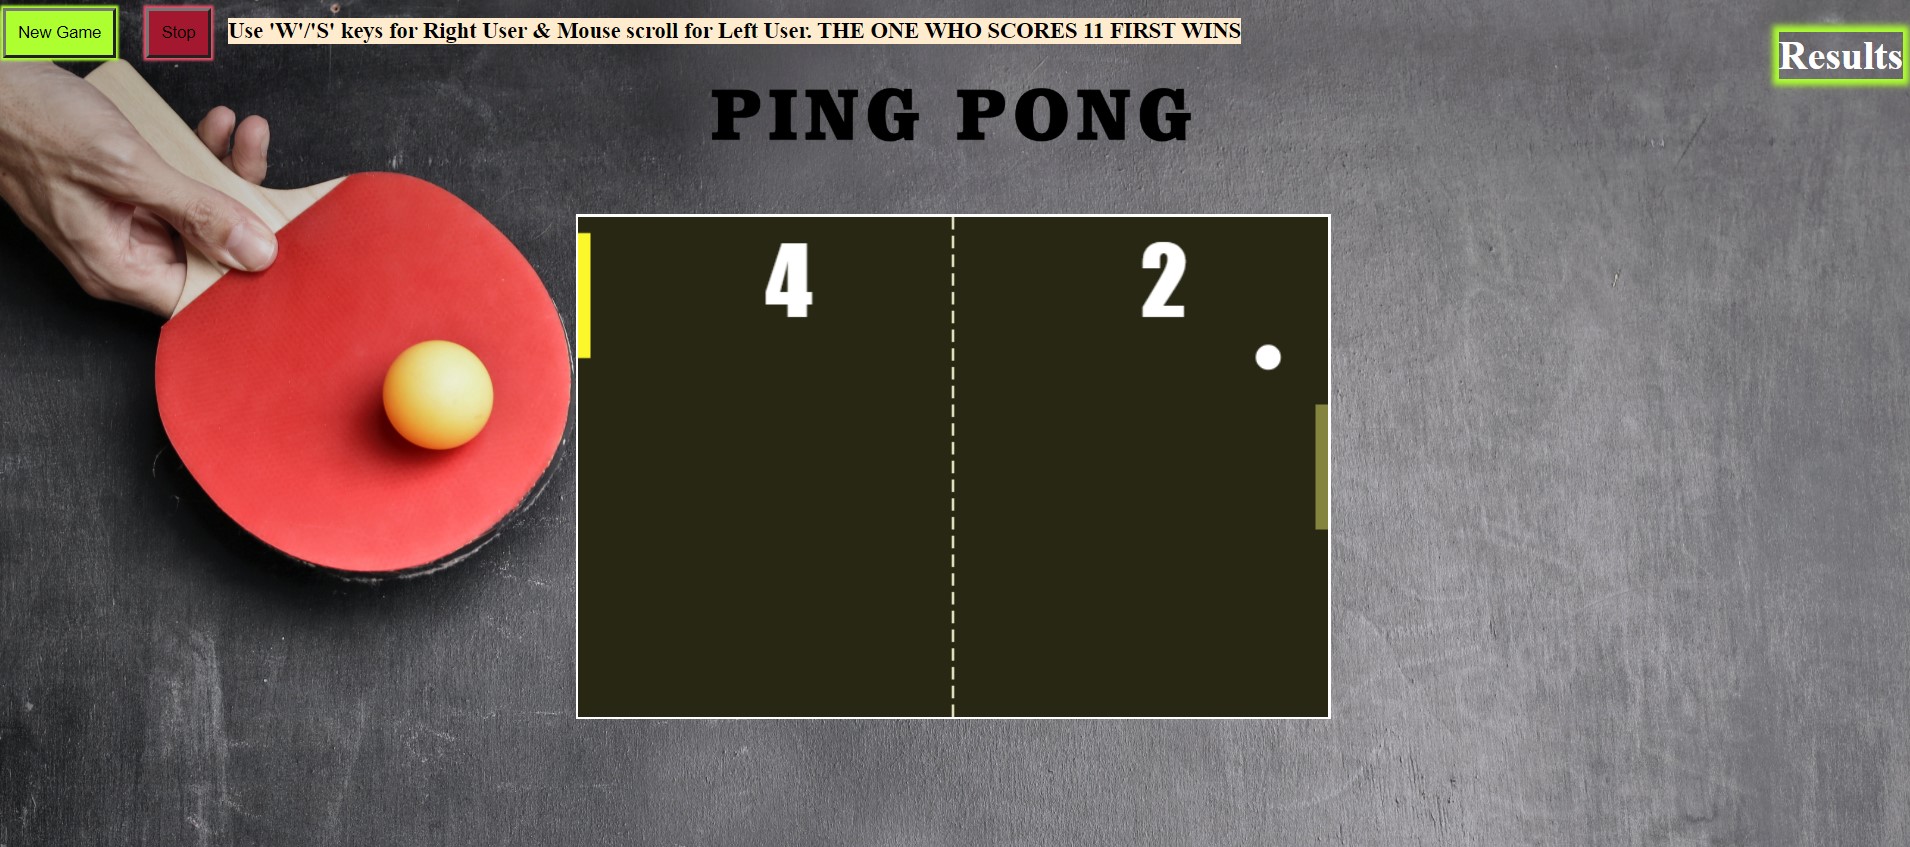 New Game
Stop
Use 'W'/'S' keys for Right User & Mouse scroll for Left User. THE ONE WHO SCORES 11 FIRST WINS
Results
PING PONG
4
2